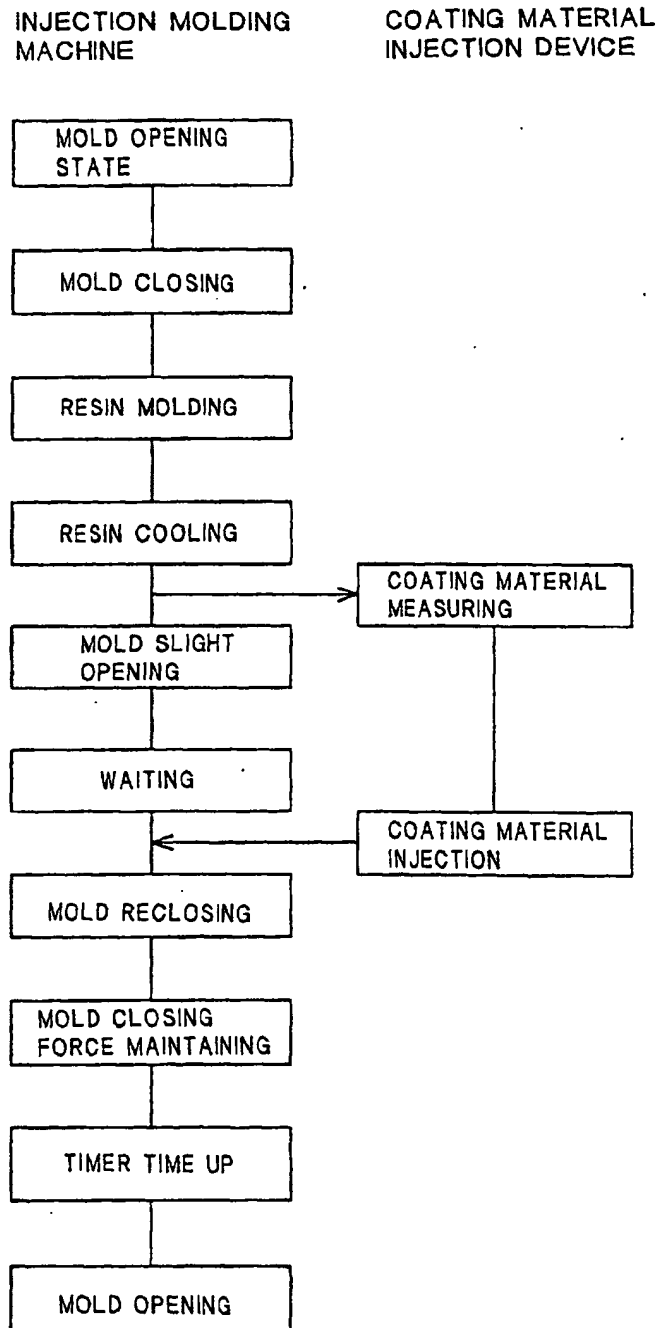 INJECTION MOLDING
MACHINE
COATING MATERIAL
INJECTION DEVICE
MOLD OPENING
STATE
MOLD CLOSING
RESIN MOLDING
RESIN COOLING
COATING MATERIAL
MEASURING
MOLD SLIGHT
OPENING
WAITING
COATING MATERIAL
INJECTION
MOLD RECLOSING
MOLD CLOSING
FORCE MAINTAINING
TIMER TIME UP
MOLD OPENING